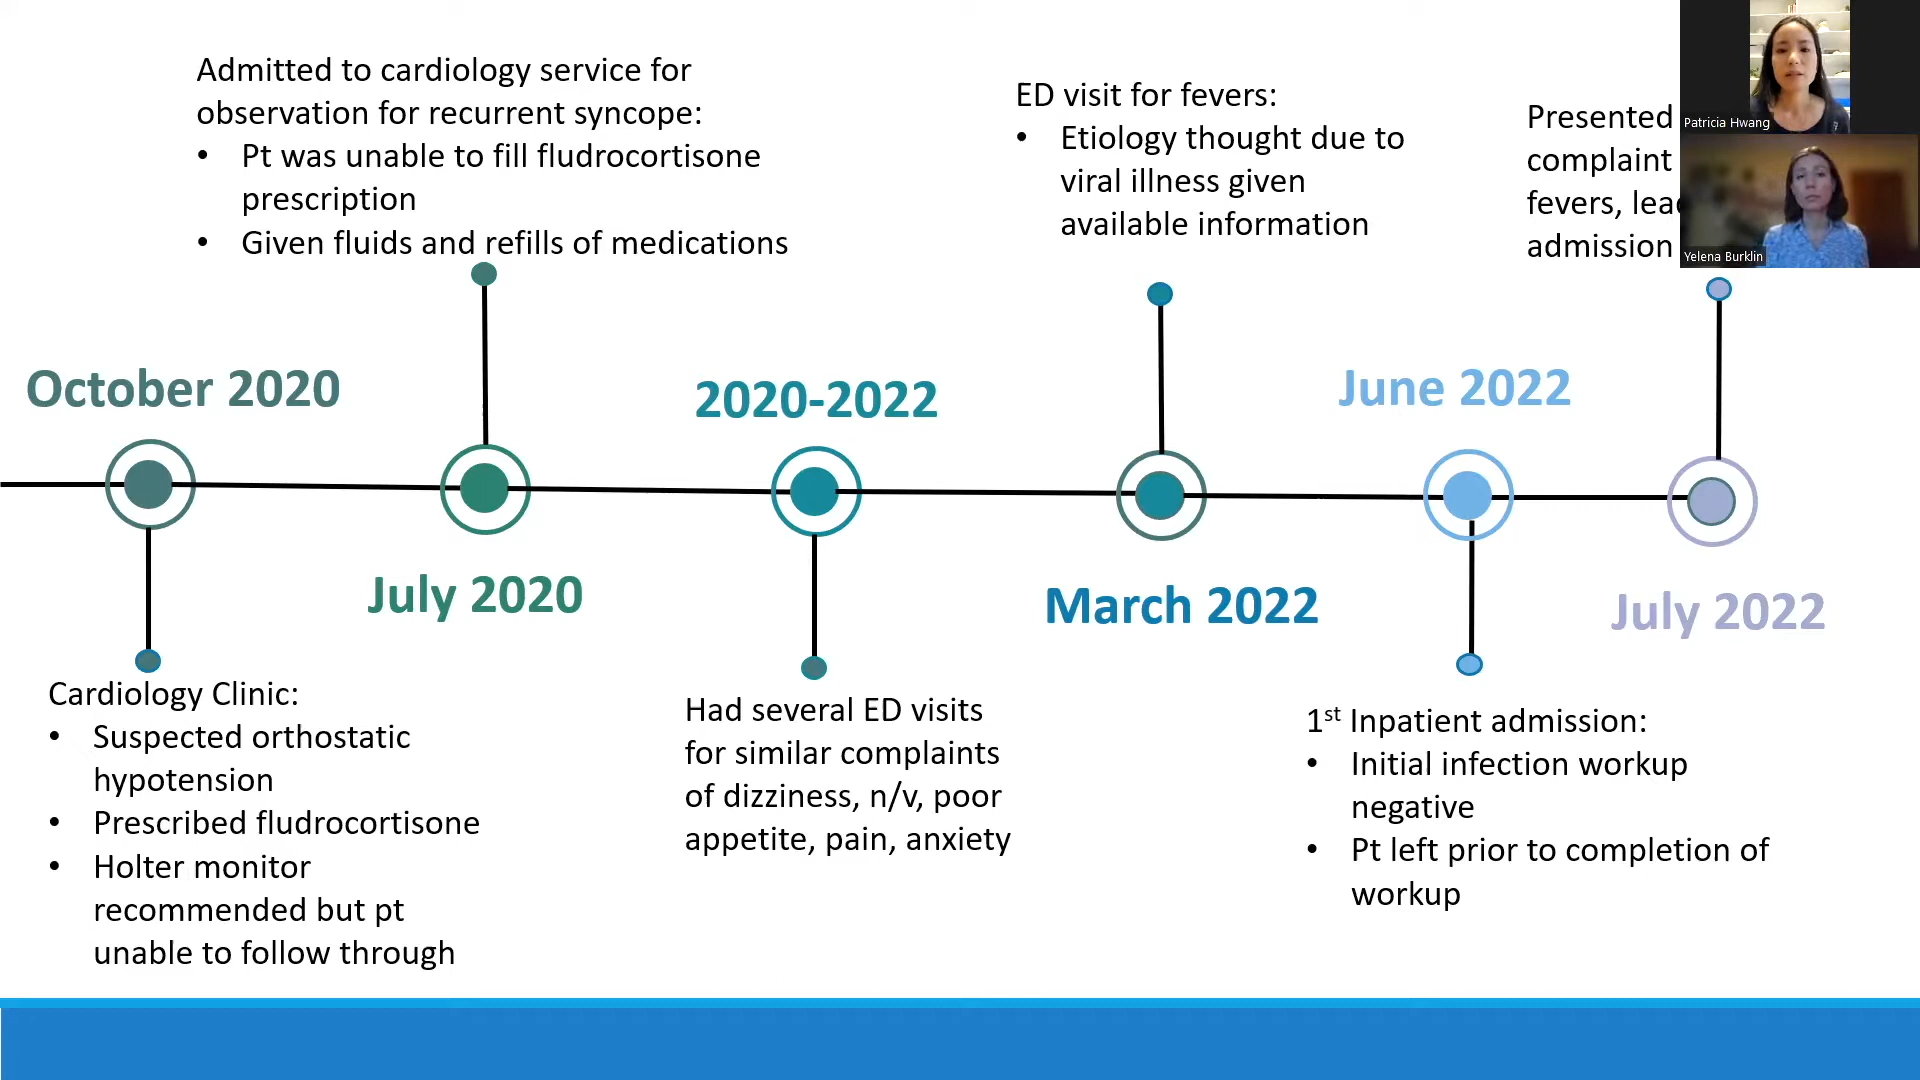 Admitted to cardiology service for
observation for recurrent syncope:
• Pt was unable to fill fludrocortisone
prescription
• Given fluids and refills of medications
ED visit for fevers:
• Etiology thought due to
viral illness given
available information
Presented
complaint
fevers,
admission
Patricia Hwang
Yelena Burklin
October 2020
2020-2022
June 2022
July 2020
March 2022
July 2022
Cardiology Clinic:
• Suspected orthostatic
hypotension
• Prescribed fludrocortisone
• Holter monitor
recommended but pt
unable to follow through
Had several ED visits
for similar complaints
of dizziness, n/v, poor
appetite, pain, anxiety
1st Inpatient admission:
• Initial infection workup
negative
• Pt left prior to completion of
workup